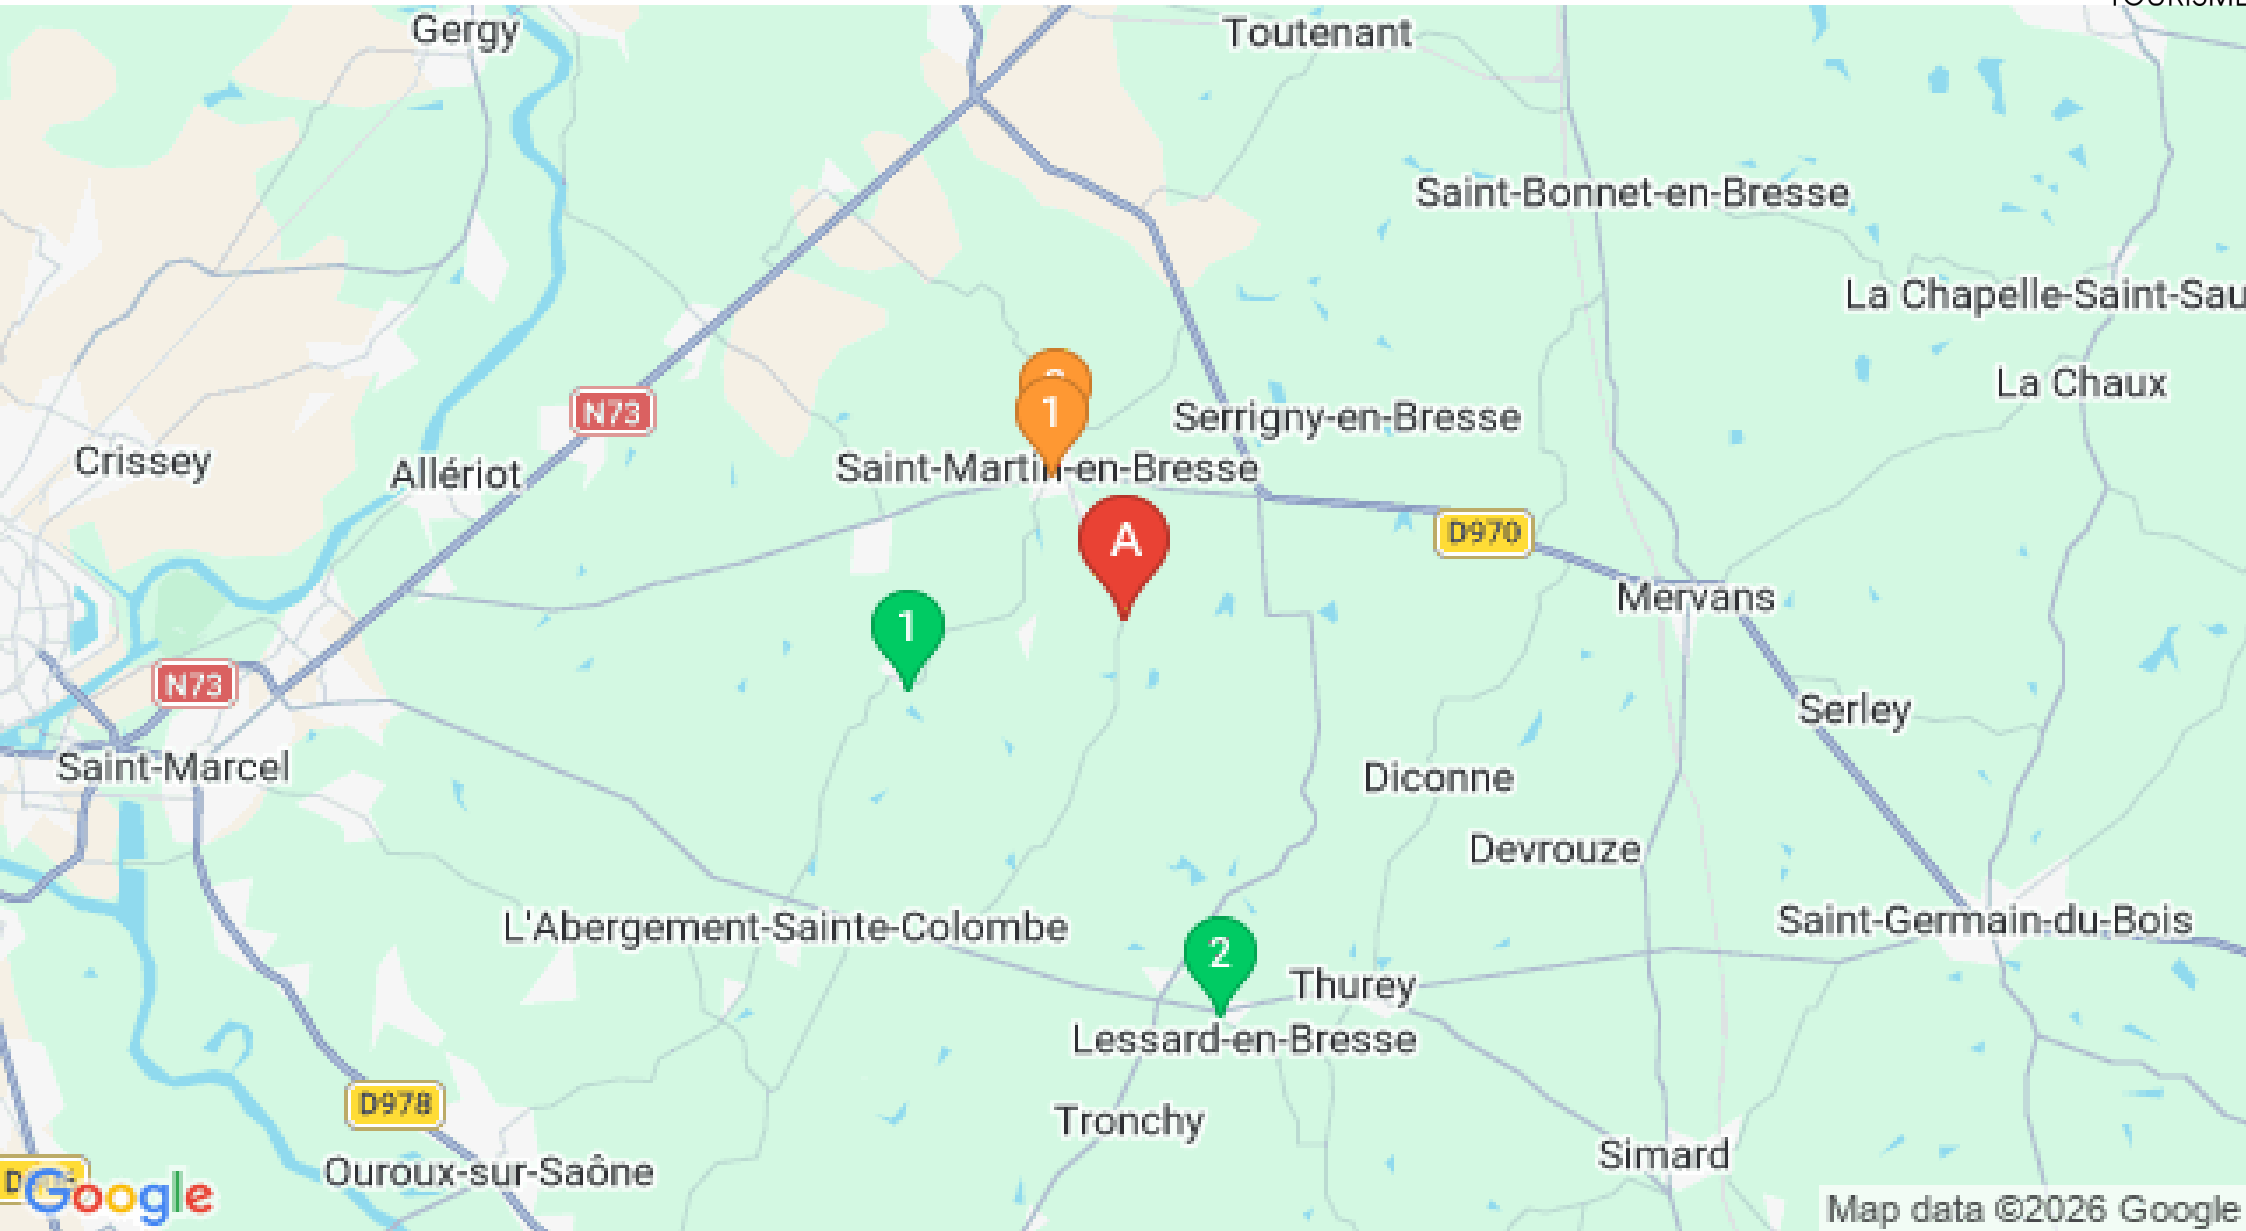 TOURISME
Gergy
Toutenant
Saint-Bonnet-en-Bresse
La Chapelle-Saint-Sau
La Chaux
N73
1
Serrigny-en-Bresse
Crissey
Allériot
Saint-Martin-en-Bresse
D970
A
Mervans
1
N73
Serley
Saint-Marcel
Diconne
Devrouze
L'Abergement-Sainte-Colombe
Saint-Germain-du-Bois
2
Thurey
Lessard-en-Bresse
D978
Tronchy
Simard
Ouroux-sur-Saône
Google
Map data ©2026 Google